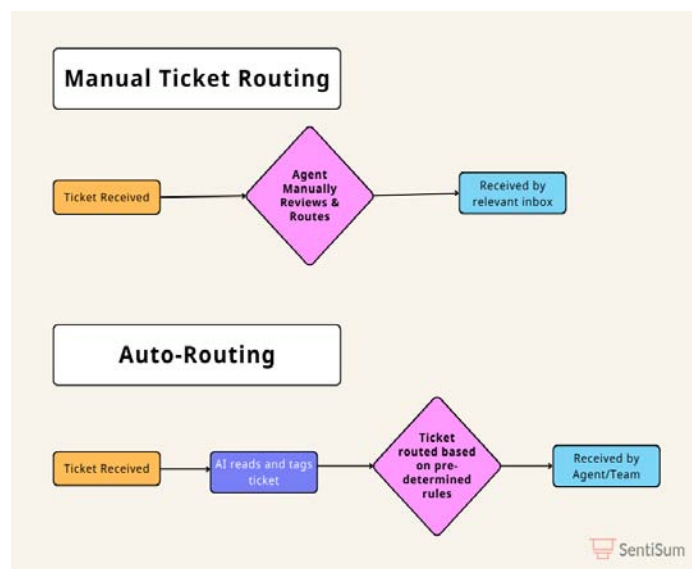 Manual Ticket Routing
Ticket Received
Agent
Manually
Reviews &
Routes
Received by
relevant inbox
Auto-Routing
Ticket Received
AI reads and tags
ticket
Ticket
routed based
on pre-
determined
rules
Received by
Agent/Team
SentiSum